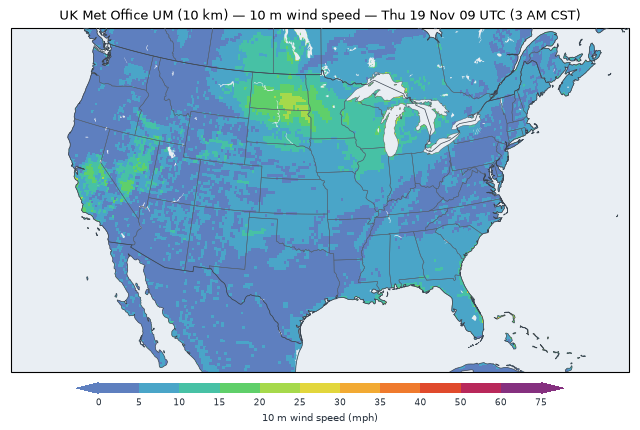 UK Met Office UM (10 km) — 10 m wind speed — Thu 19 Nov 09 UTC (3 AM CST)
0 5 10 15 20 25 30 35 40 50 60 75
10 m wind speed (mph)